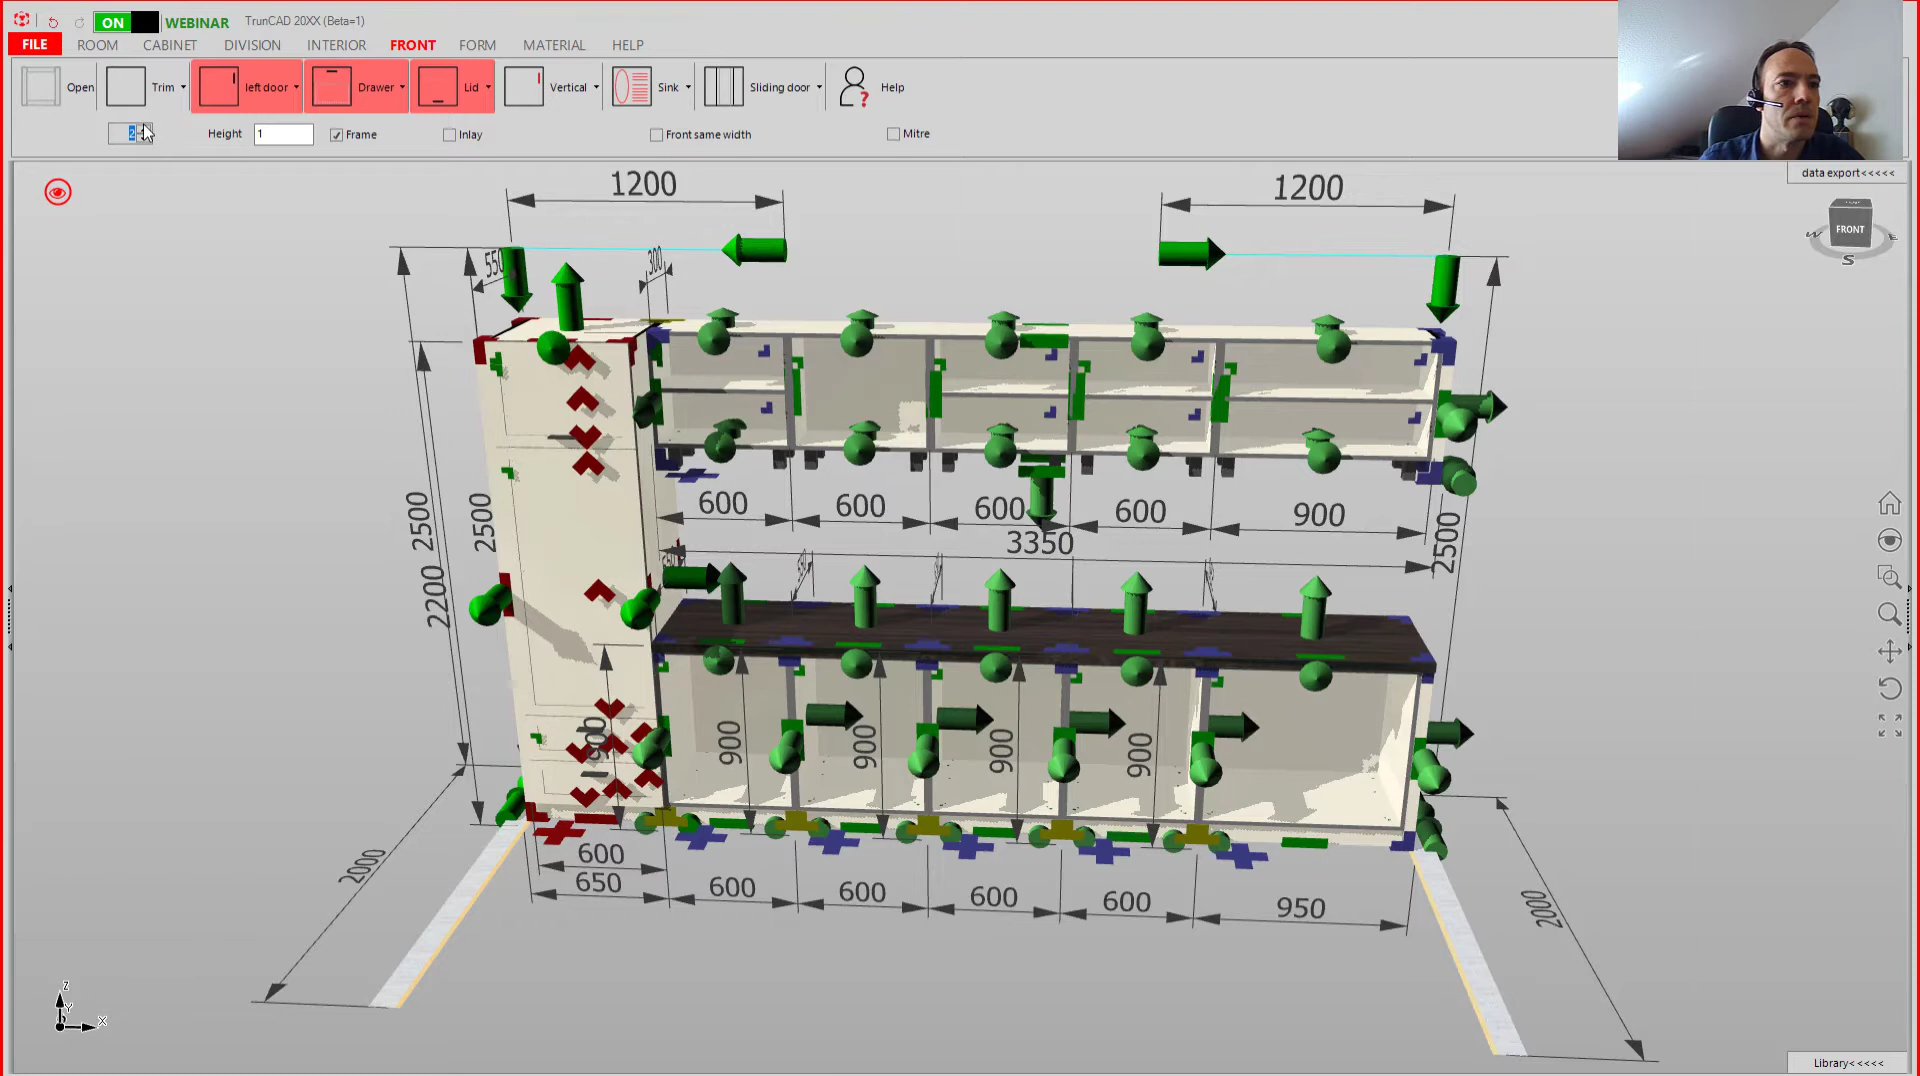 ON WEBINAR TrunCAD 20XX (Beta=1)
FILE ROOM CABINET DIVISION INTERIOR FRONT FORM MATERIAL HELP
Open Trim left door Drawer Lid Vertical Sink Sliding door ? Help
2 Height 1 Frame Inlay Front same width Mitre
data export<<<<<
1200 1200
FRONT
S
550 300
2500 2500 2200
600 600 600 600 900
3350
2500
900 900 900 900 900
600
650 600 600 600 600 950
2000 2000
Z
Y
X
Library<<<<<